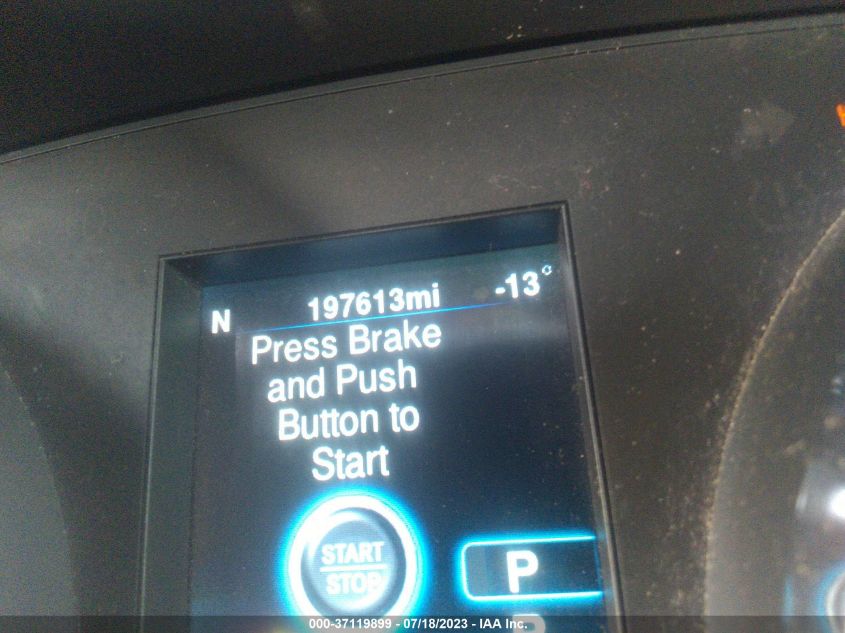 N 197613mi -13°
Press Brake
and Push
Button to
Start
START
STOP
P
000-37119899 - 07/18/2023 - IAA Inc.